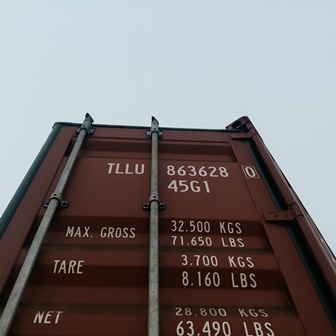 TLLU 863628 0
45G1
MAX. GROSS 32.500 KGS
71.650 LBS
TARE 3.700 KGS
8,160 LBS
NET 28.800 KGS
63,490 LBS